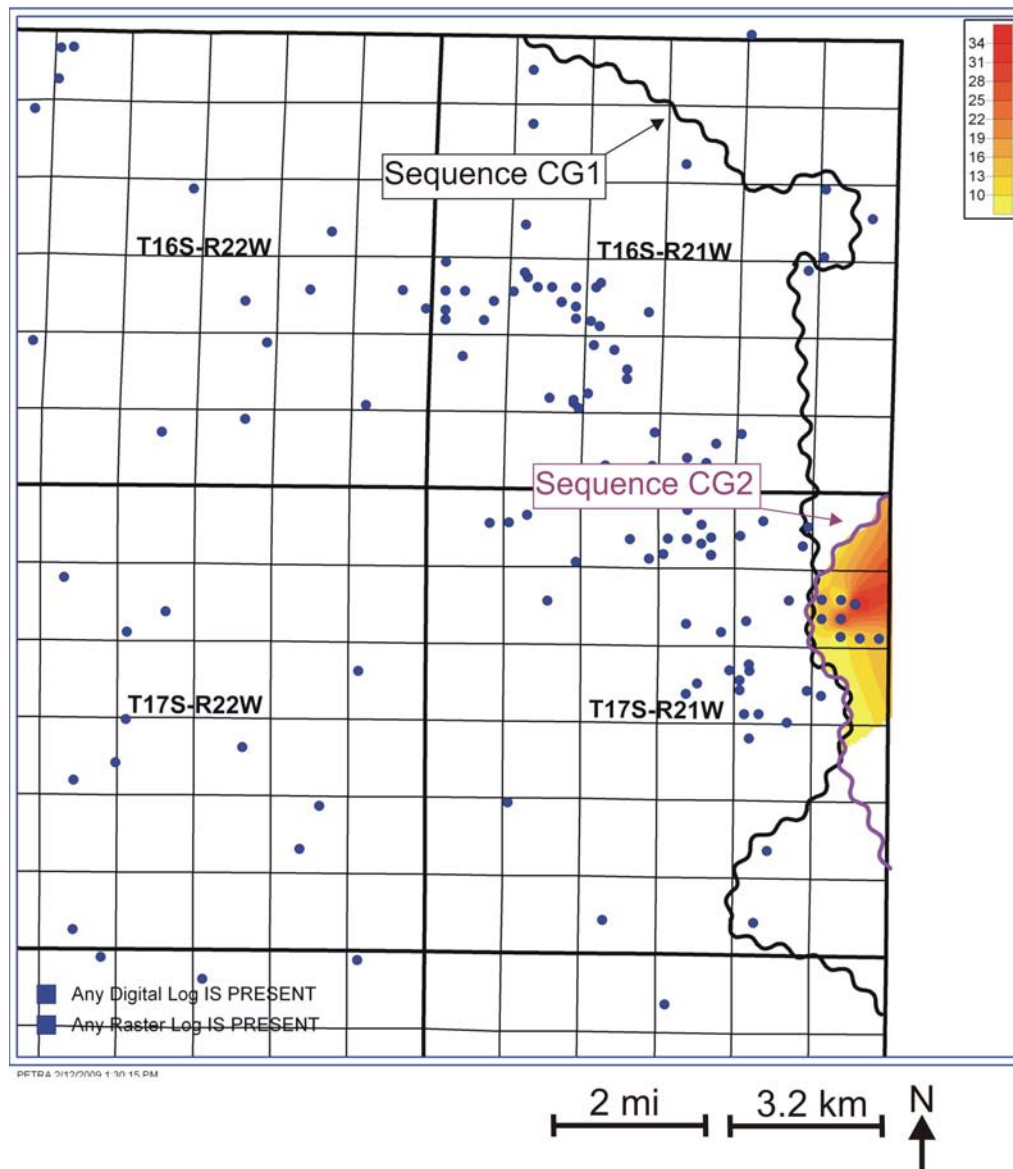 34
31
28
25
22
19
16
13
10
Sequence CG1
T16S-R22W
T16S-R21W
Sequence CG2
T17S-R22W
T17S-R21W
Any Digital Log IS PRESENT
Any Raster Log IS PRESENT
PETRA 2/12/2009 1:30:15 PM
2 mi
3.2 km
N